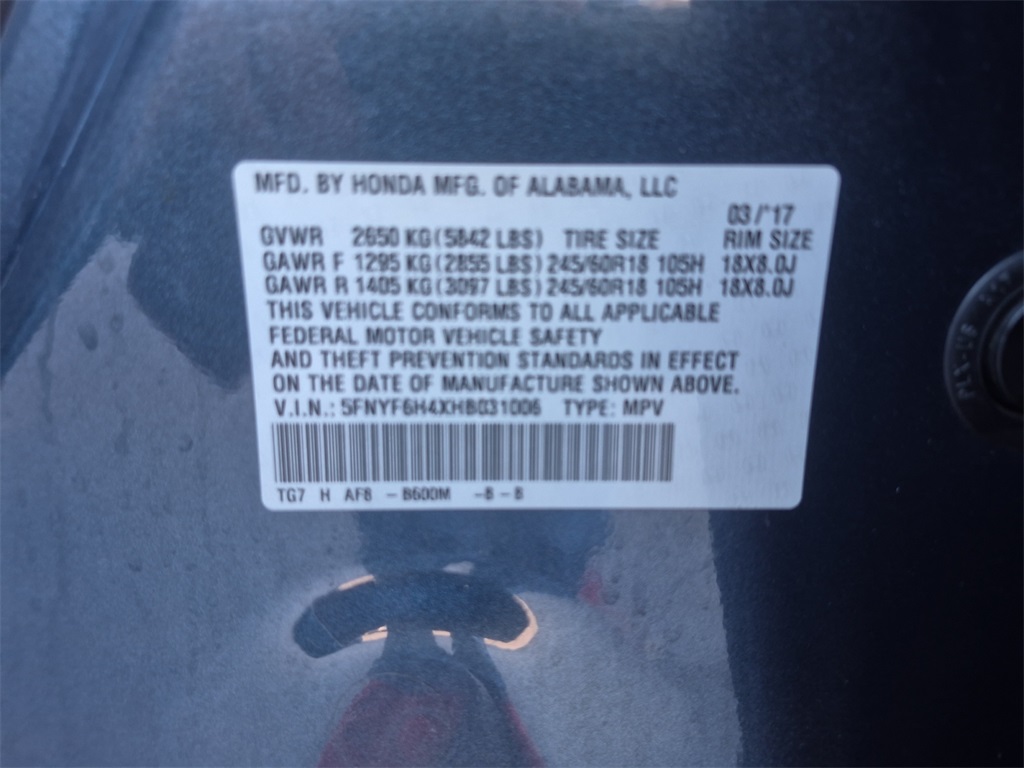 MFD. BY HONDA MFG. OF ALABAMA, LLC
03/'17
GVWR 2650 KG(5842 LBS) TIRE SIZE RIM SIZE
GAWR F 1295 KG(2855 LBS) 245/60R18 105H 18X8.0J
GAWR R 1405 KG(3097 LBS) 245/60R18 105H 18X8.0J
THIS VEHICLE CONFORMS TO ALL APPLICABLE
FEDERAL MOTOR VEHICLE SAFETY
AND THEFT PREVENTION STANDARDS IN EFFECT
ON THE DATE OF MANUFACTURE SHOWN ABOVE.
V.I.N.: 5FNYF6H4XHB031006 TYPE: MPV
TG7 H AF8 - B600M -B - B